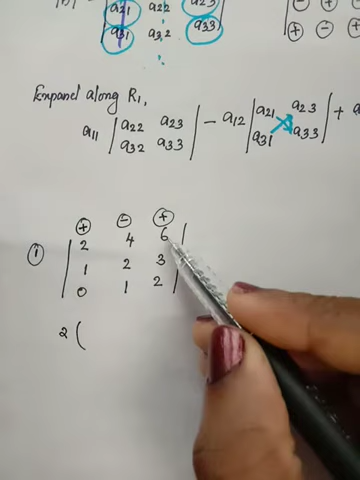 a21 a22 a23 ⊖ + ⊖
a31 a32 a33 ⊕ ⊖ ⊕
Expand along R1,
a11 | a22 a23 | - a12 | a21 a23 | +
a32 a33 a31 a33
⊕ ⊖ ⊕
① | 2 4 6 |
| 1 2 3 |
| 0 1 2 |
2 (